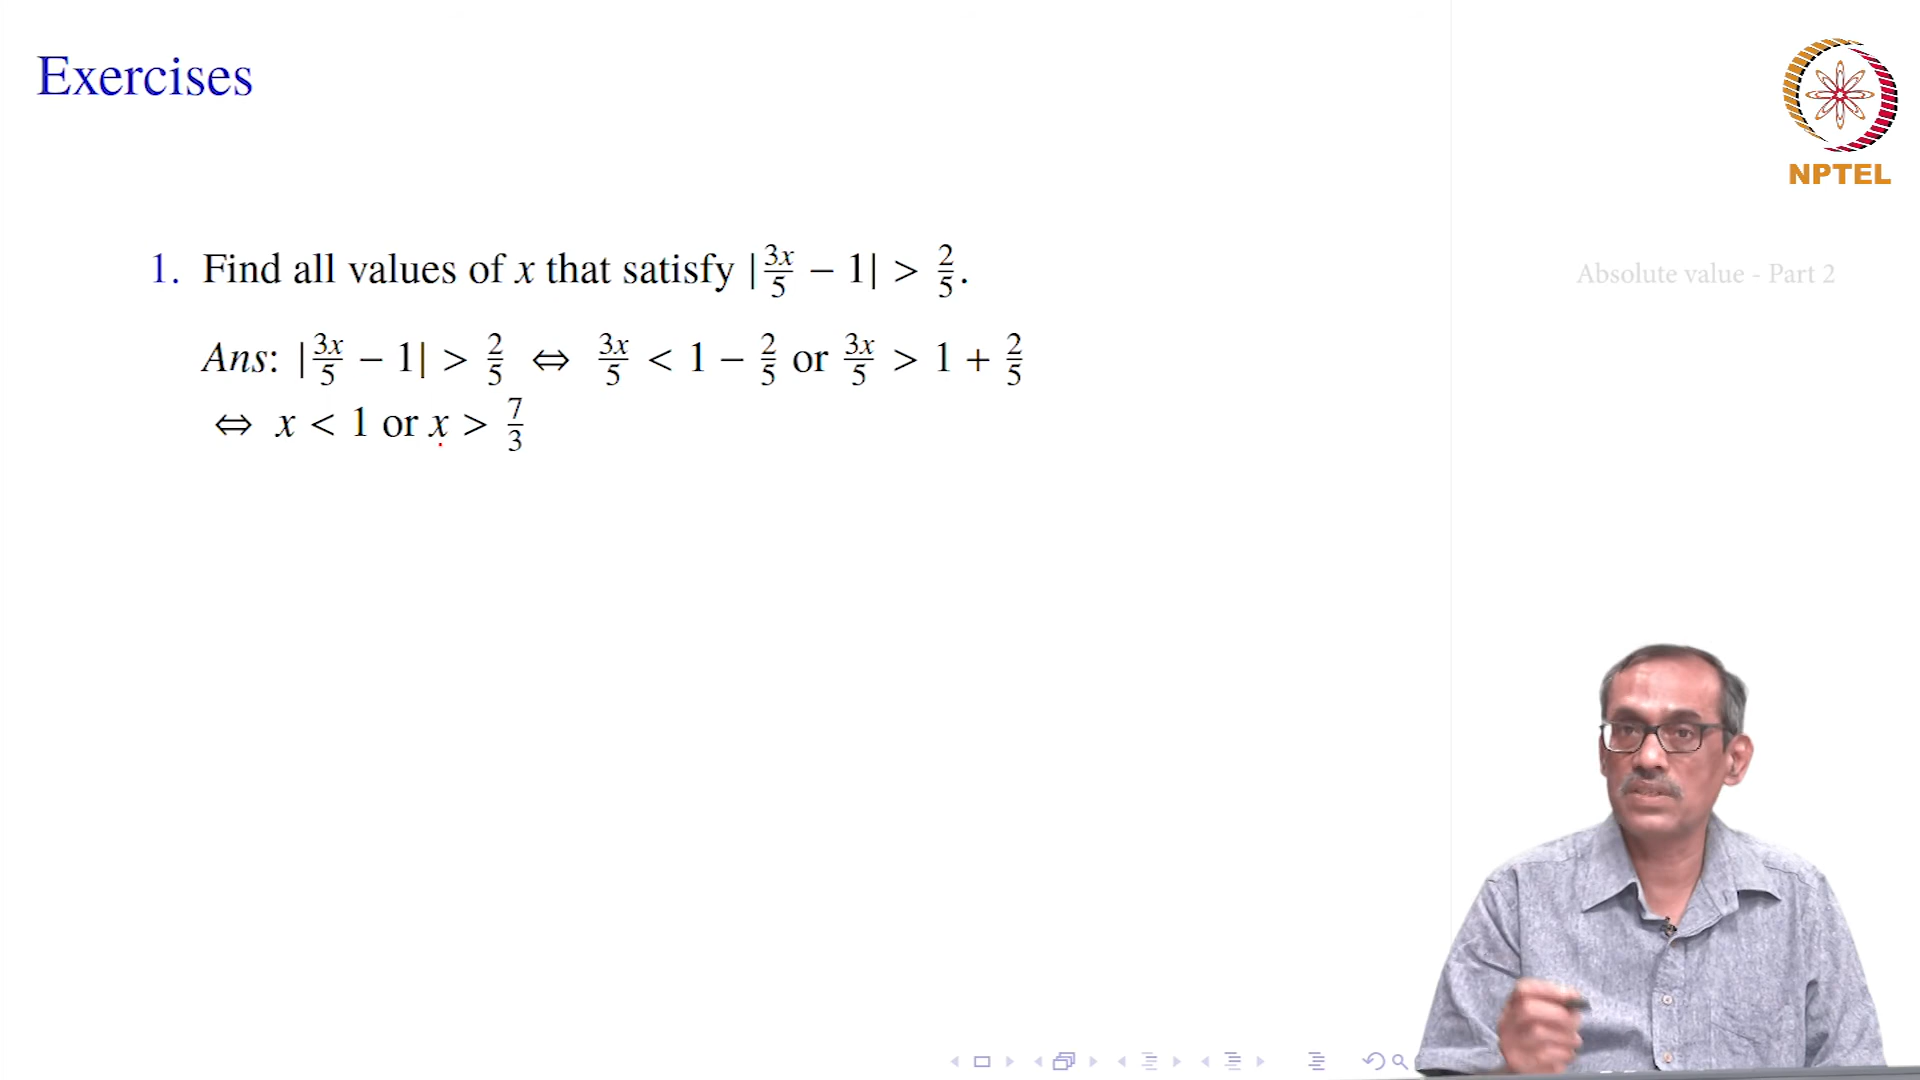 Exercises
NPTEL
1. Find all values of x that satisfy |3x/5 − 1| > 2/5.
Absolute value - Part 2
Ans: |3x/5 − 1| > 2/5 ⇔ 3x/5 < 1 − 2/5 or 3x/5 > 1 + 2/5
⇔ x < 1 or x > 7/3